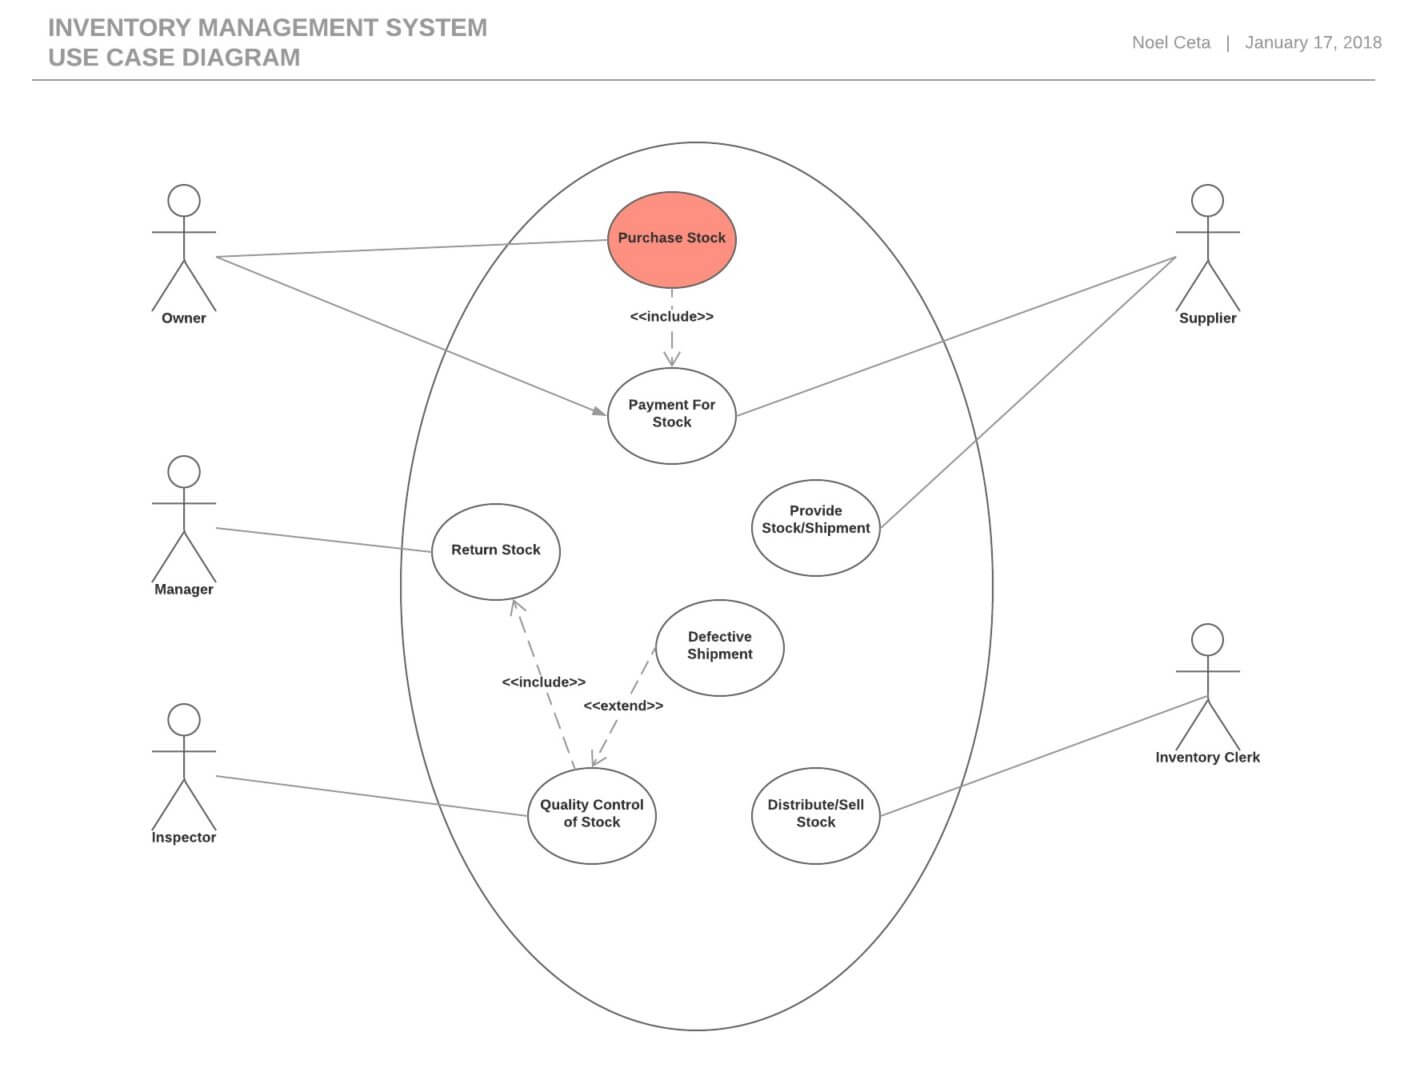 INVENTORY MANAGEMENT SYSTEM
USE CASE DIAGRAM
Noel Ceta | January 17, 2018
Purchase Stock
<<include>>
Owner
Supplier
Payment For
Stock
Provide
Stock/Shipment
Return Stock
Manager
Defective
Shipment
<<include>>
<<extend>>
Inventory Clerk
Quality Control
of Stock
Distribute/Sell
Stock
Inspector